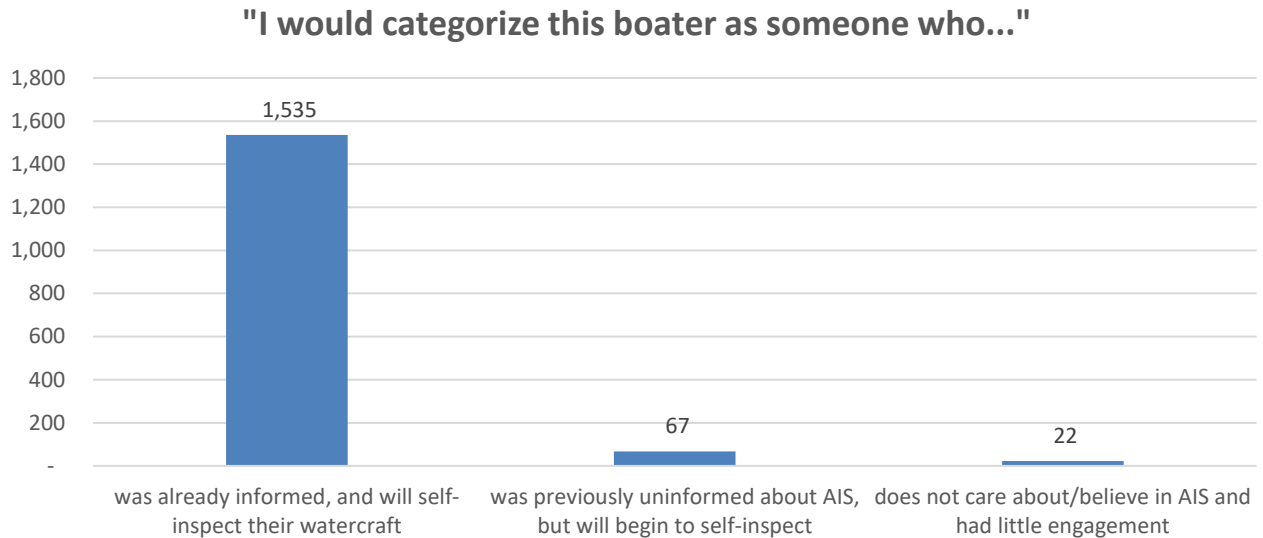 "I would categorize this boater as someone who..."
1,800
1,600
1,400
1,200
1,000
800
600
400
200
-
1,535
67
22
was already informed, and will self-
inspect their watercraft
was previously uninformed about AIS,
but will begin to self-inspect
does not care about/believe in AIS and
had little engagement